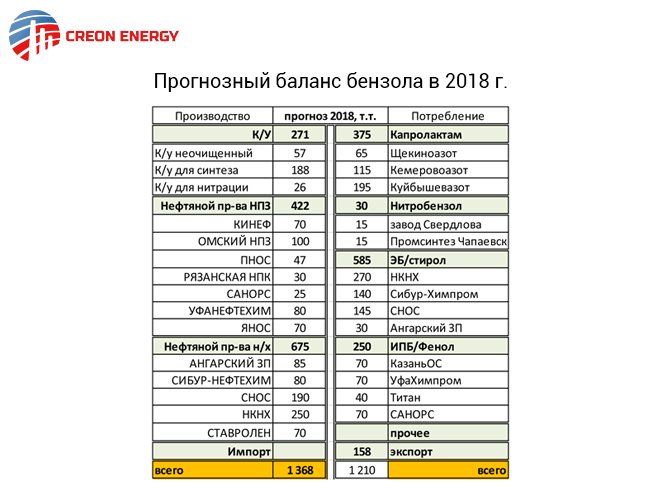 CREON ENERGY
Прогнозный баланс бензола в 2018 г.
Производство прогноз 2018, т.т. Потребление
К/У 271 375 Капролактам
К/У неочищенный 57 65 Щекиноазот
К/у для синтеза 188 115 Кемеровоазот
К/у для нитрации 26 195 Куйбышевазот
Нефтяной пр-ва НПЗ 422 30 Нитробензол
КИНЕФ 70 15 завод Свердлова
ОМСКИЙ НПЗ 100 15 Промсинтез Чапаевск
ПНОС 47 585 ЭБ/стирол
РЯЗАНСКАЯ НПК 30 270 НКНХ
САНОРС 25 140 Сибур-Химпром
УФАНЕФТЕХИМ 80 145 СНОС
ЯНОС 70 30 Ангарский ЗП
Нефтяной пр-ва н/х 675 250 ИПБ/Фенол
АНГАРСКИЙ ЗП 85 70 КазаньОС
СИБУР-НЕФТЕХИМ 80 70 УфаХимпром
СНОС 190 40 Титан
НКНХ 250 70 САНОРС
СТАВРОЛЕН 70 прочее
Импорт 158 экспорт
всего 1 368 1 210 всего